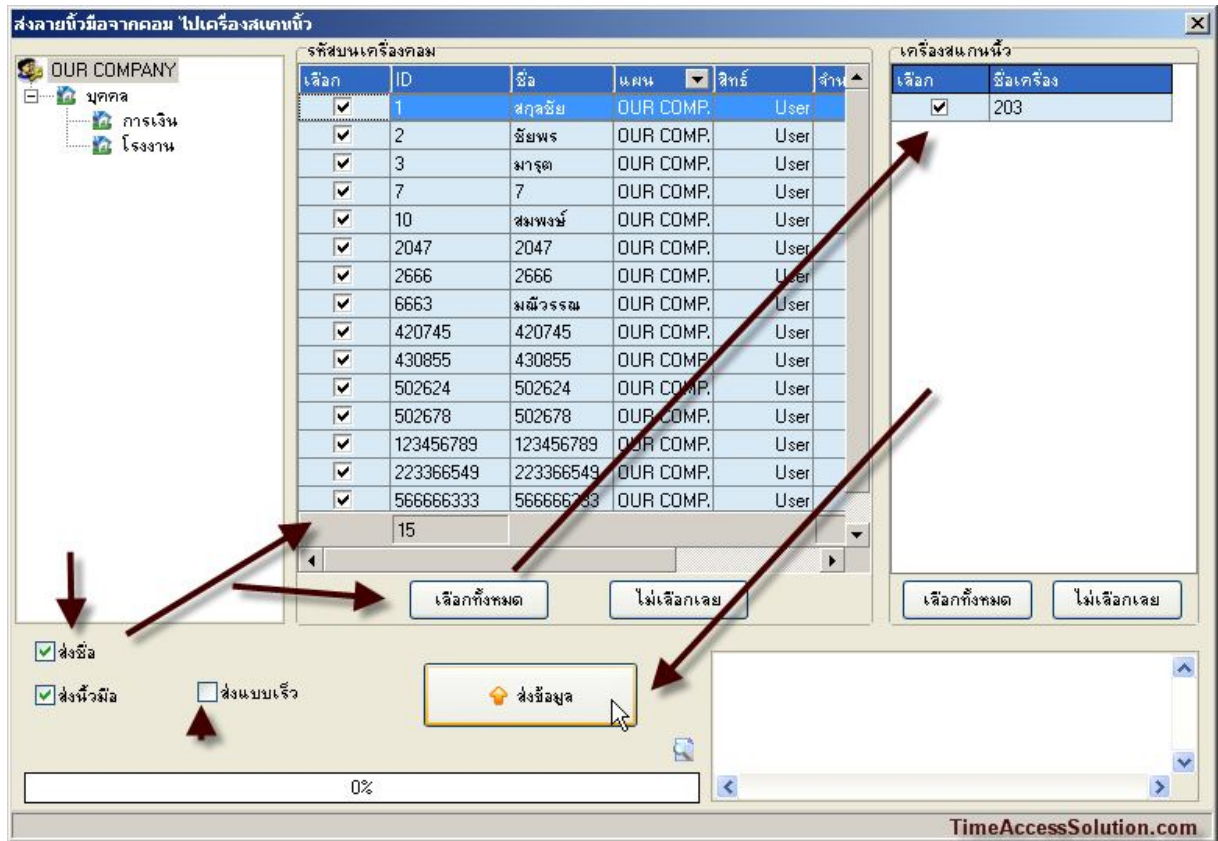 ส่งลายนิ้วมือจากคอม ไปเครื่องสแกนนิ้ว
OUR COMPANY
บุคคล
การเงิน
โรงงาน
รหัสบนเครื่องคอม
เลือก ID ชื่อ แผน สิทธ์ จำน
1 สกุลชัย OUR COMP. User
2 ชัยพร OUR COMP. User
3 มารุต OUR COMP. User
7 7 OUR COMP. User
10 สมพงษ์ OUR COMP. User
2047 2047 OUR COMP. User
2666 2666 OUR COMP. User
6663 มณีวรรณ OUR COMP. User
420745 420745 OUR COMP. User
430855 430855 OUR COMP. User
502624 502624 OUR COMP. User
502678 502678 OUR COMP. User
123456789 123456789 OUR COMP. User
223366549 223366549 OUR COMP. User
566666333 566666333 OUR COMP. User
15
เลือกทั้งหมด ไม่เลือกเลย
เครื่องสแกนนิ้ว
เลือก ชื่อเครื่อง
203
เลือกทั้งหมด ไม่เลือกเลย
ส่งชื่อ
ส่งนิ้วมือ ส่งแบบเร็ว
ส่งข้อมูล
0%
TimeAccessSolution.com